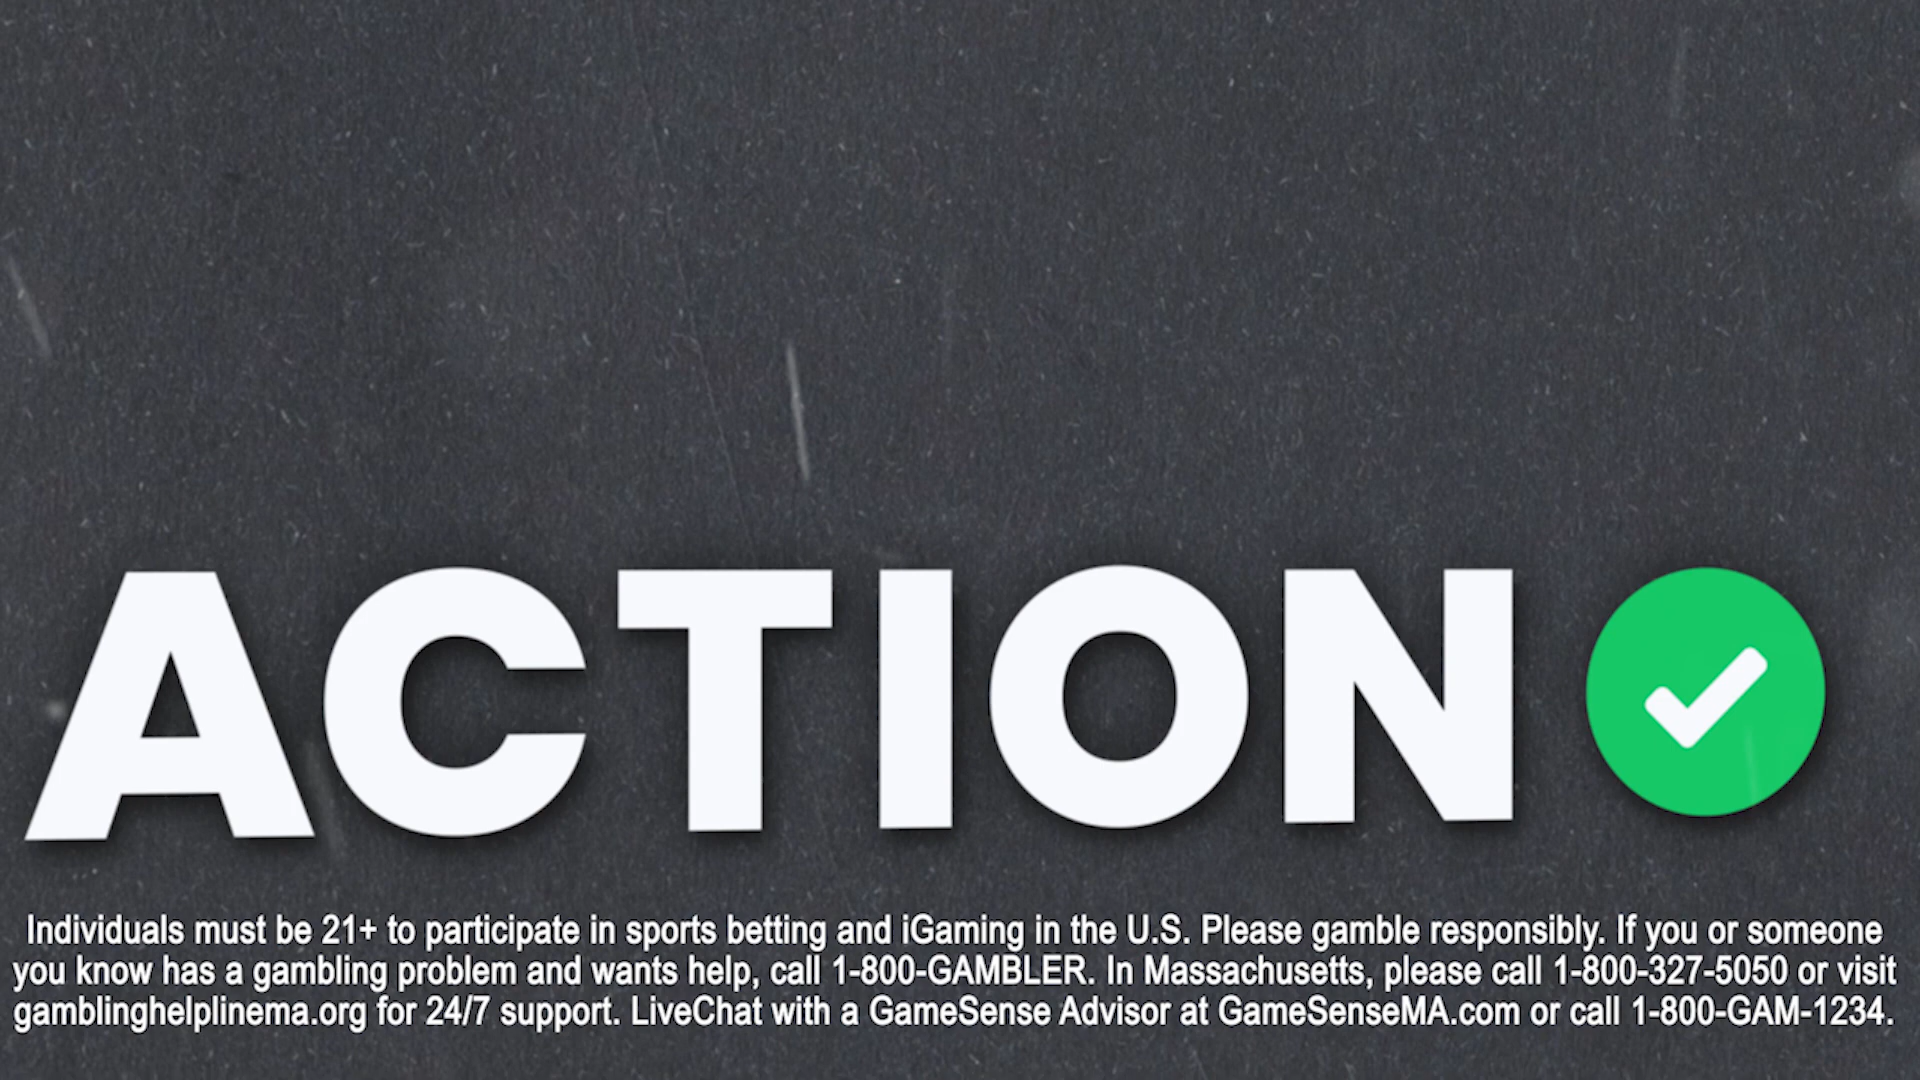 ACTION
Individuals must be 21+ to participate in sports betting and iGaming in the U.S. Please gamble responsibly. If you or someone
you know has a gambling problem and wants help, call 1-800-GAMBLER. In Massachusetts, please call 1-800-327-5050 or visit
gamblinghelplinema.org for 24/7 support. LiveChat with a GameSense Advisor at GameSenseMA.com or call 1-800-GAM-1234.